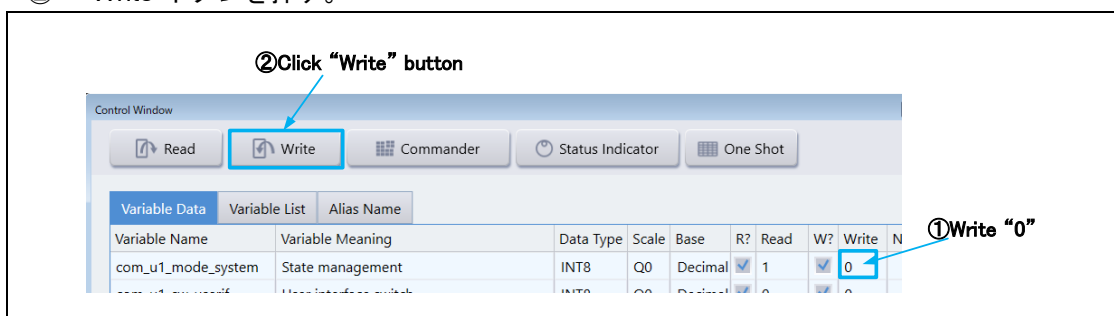 ②Click “Write” button
Control Window
Read Write Commander Status Indicator One Shot
Variable Data Variable List Alias Name
Variable Name Variable Meaning Data Type Scale Base R? Read W? Write N
①Write “0”
com_u1_mode_system State management INT8 Q0 Decimal 1 0